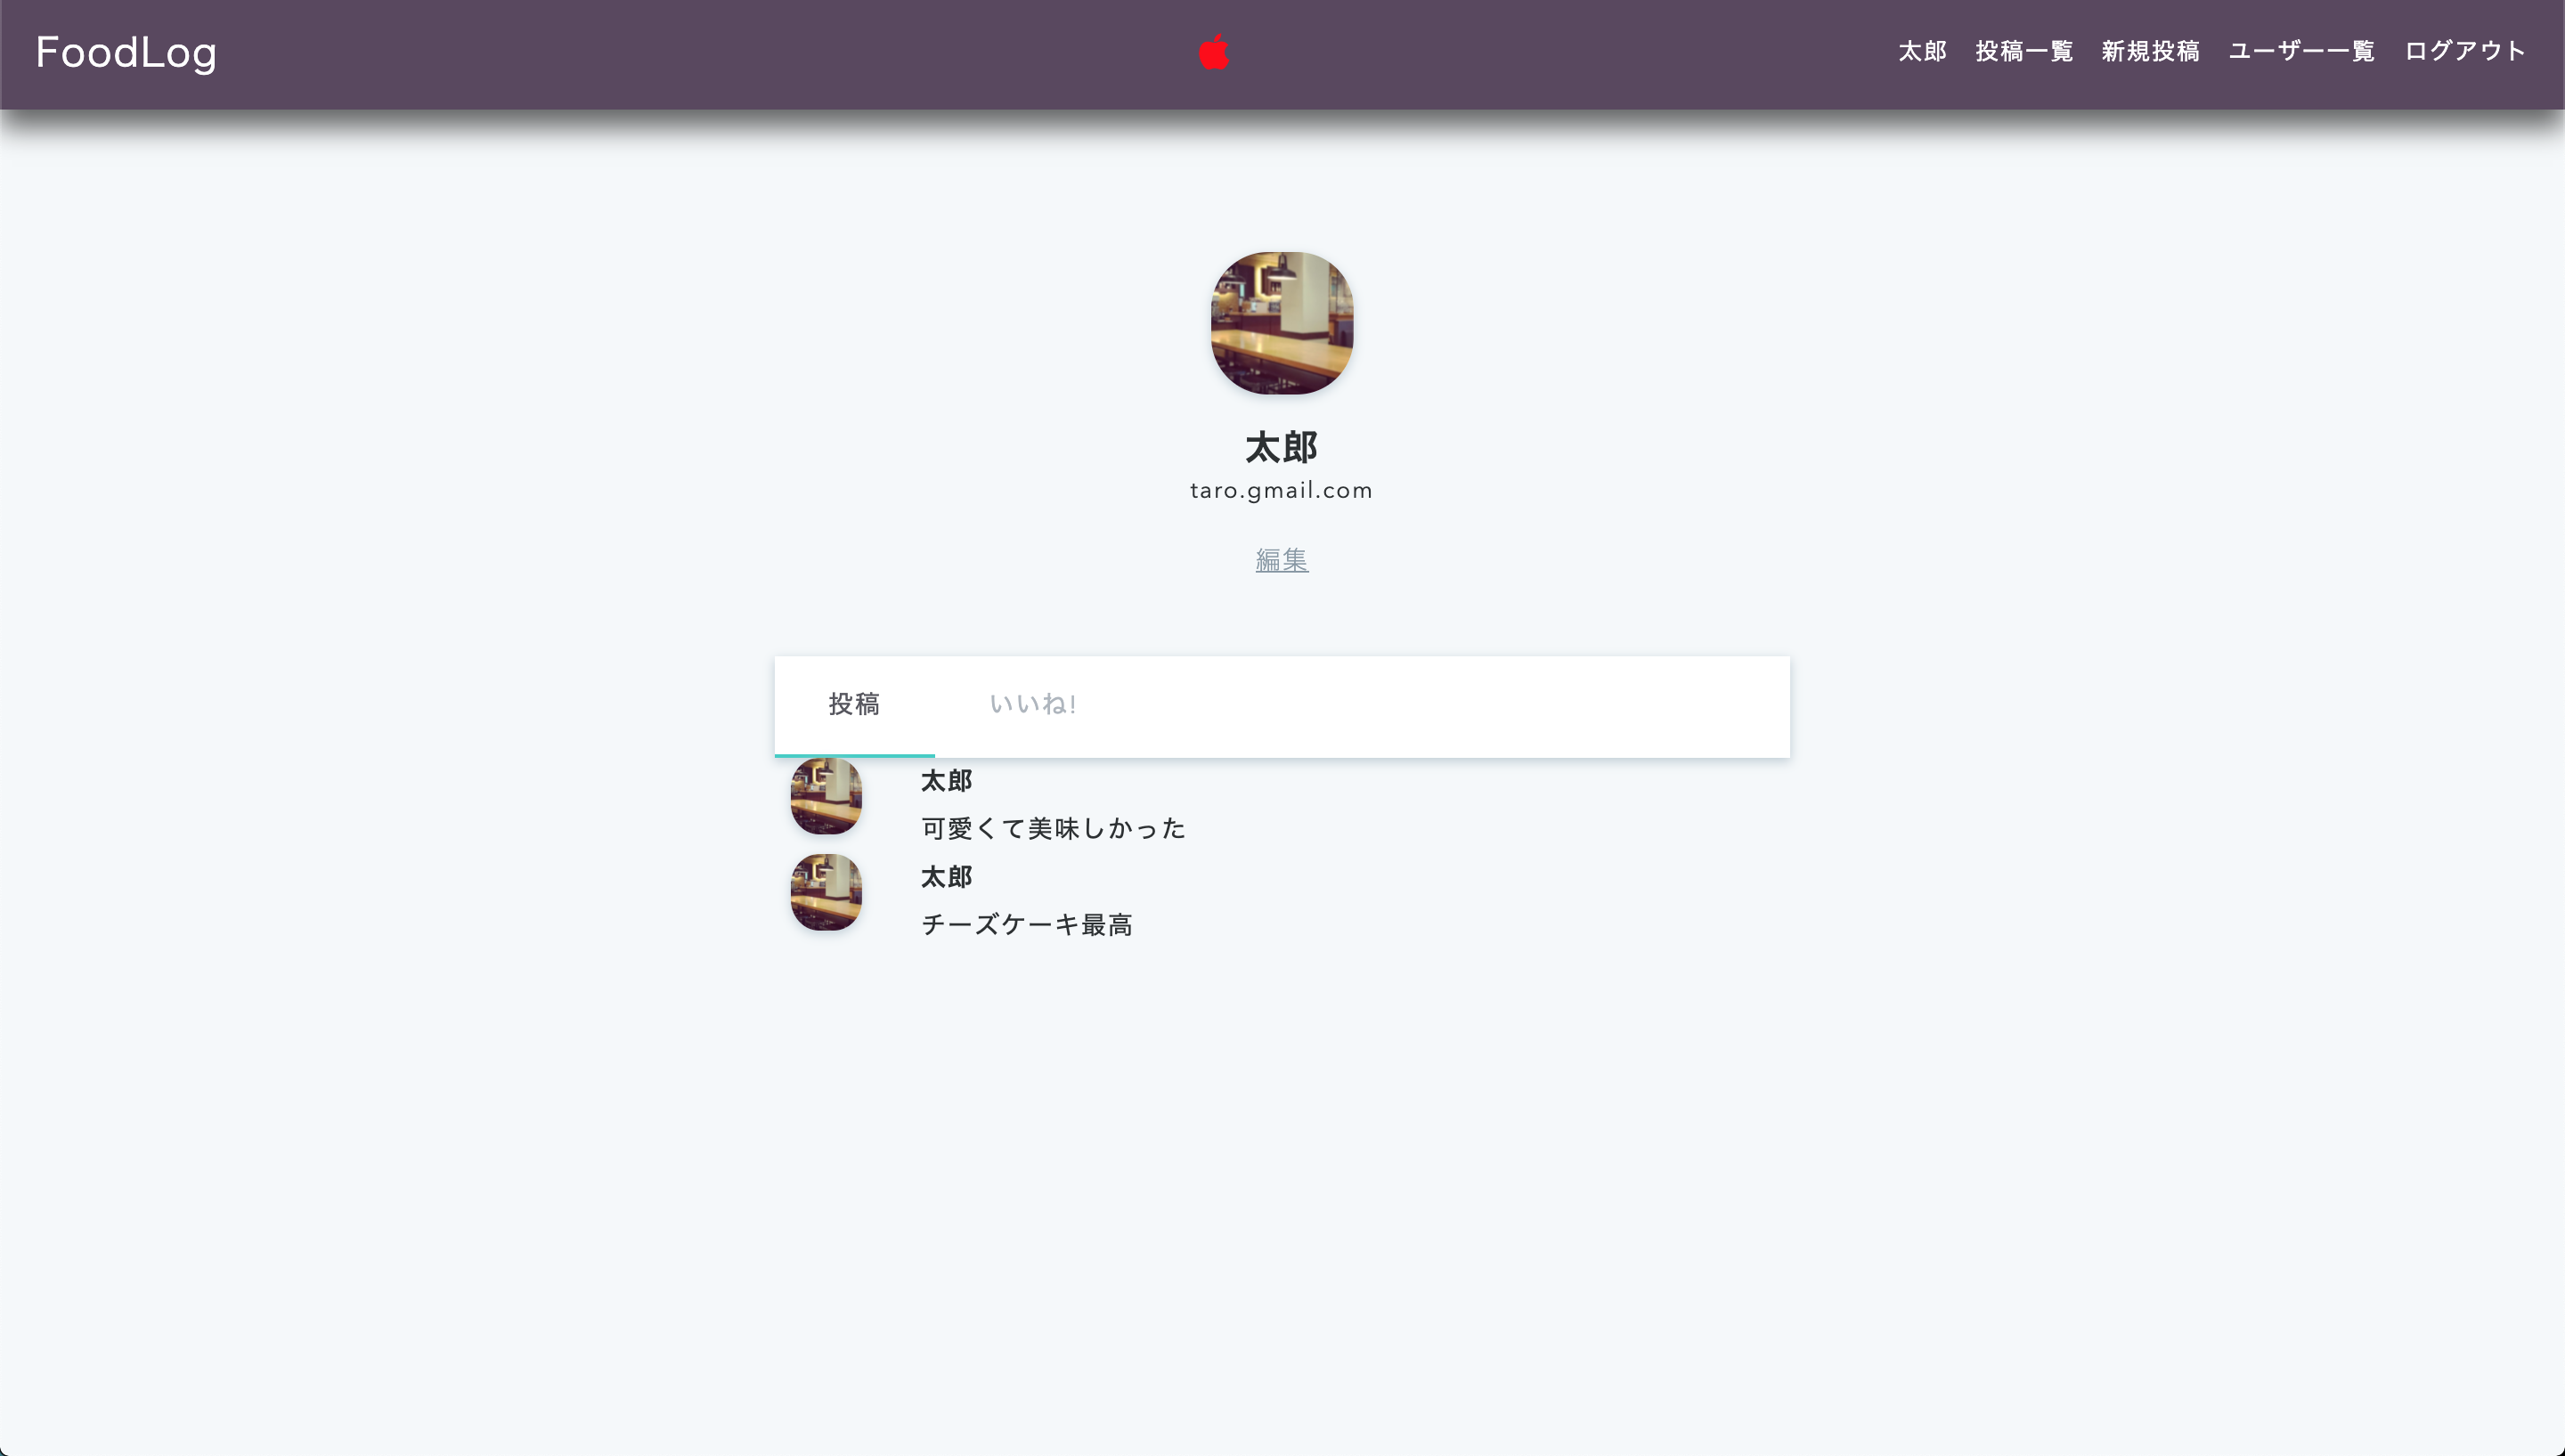 FoodLog
太郎 投稿一覧 新規投稿 ユーザー一覧 ログアウト
太郎
taro.gmail.com
編集
投稿 いいね!
太郎
可愛くて美味しかった
太郎
チーズケーキ最高